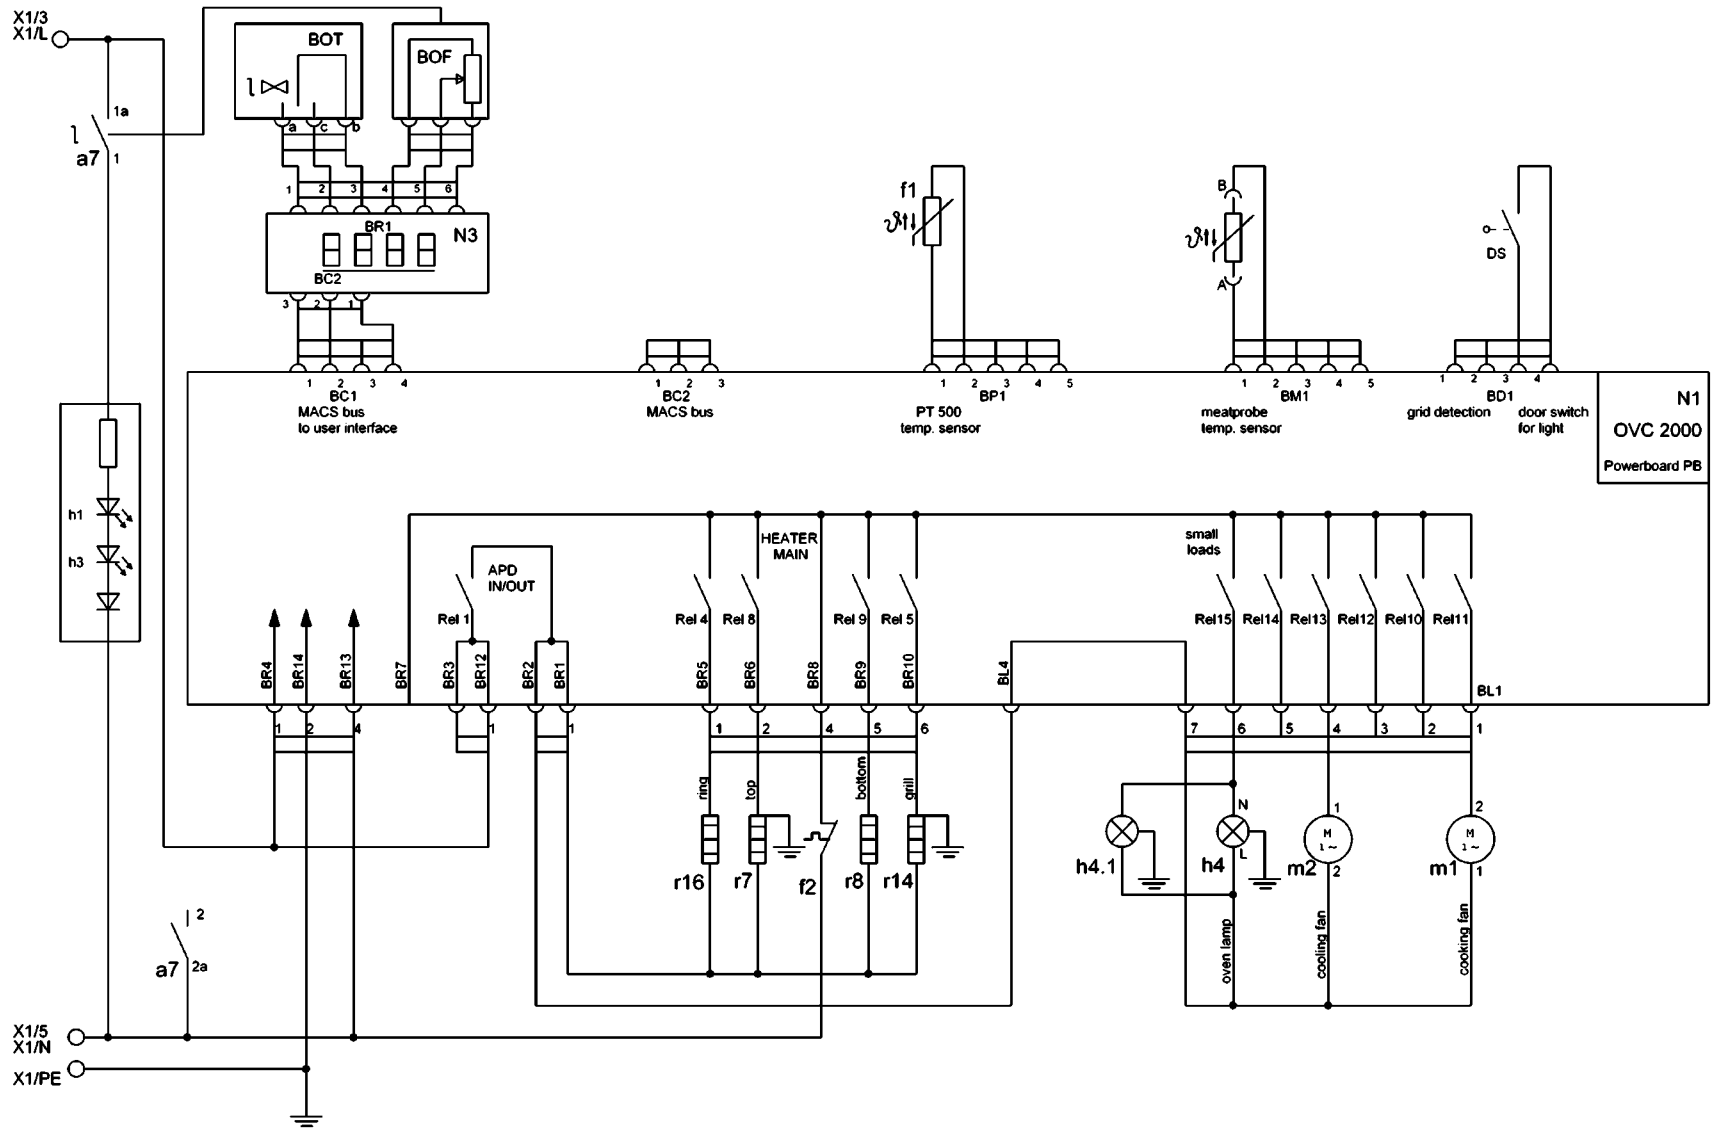 X1/3
X1/L
BOT
BOF
l
a c b
1a
l
a7
1
1 2 3 4 5 6
BR1
N3
BC2
3 2 1
f1
ϑ
B
ϑ
A
DS
1 2 3 4
BC1
MACS bus
to user interface
1 2 3
BC2
MACS bus
1 2 3 4 5
BP1
PT 500
temp. sensor
1 2 3 4 5
BM1
meatprobe
temp. sensor
1 2 3 4
BD1
grid detection
door switch
for light
N1
OVC 2000
Powerboard PB
h1
h3
HEATER
MAIN
small
loads
APD
IN/OUT
Rel 1
Rel 4
Rel 8
Rel 9
Rel 5
Rel15
Rel14
Rel13
Rel12
Rel10
Rel11
BR4
BR14
BR13
BR7
BR3
BR12
BR2
BR1
BR5
BR6
BR8
BR9
BR10
BL4
BL1
1 2 4
1
1
1 2 4 5 6
7 6 5 4 3 2 1
ring
top
bottom
grill
r16
r7
f2
r8
r14
h4.1
N
h4
L
1
M
1 ~
m2
2
2
M
1 ~
m1
1
oven lamp
cooling fan
cooking fan
2
a7
2a
X1/5
X1/N
X1/PE